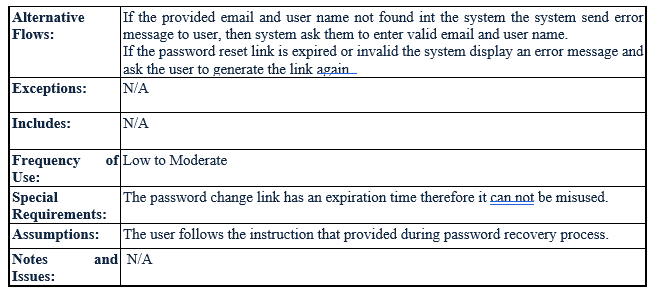 Alternative If the provided email and user name not found int the system the system send error
Flows: message to user, then system ask them to enter valid email and user name.
If the password reset link is expired or invalid the system display an error message and
ask the user to generate the link again..
Exceptions: N/A
Includes: N/A
Frequency of Low to Moderate
Use:
Special The password change link has an expiration time therefore it can not be misused.
Requirements:
Assumptions: The user follows the instruction that provided during password recovery process.
Notes and N/A
Issues: